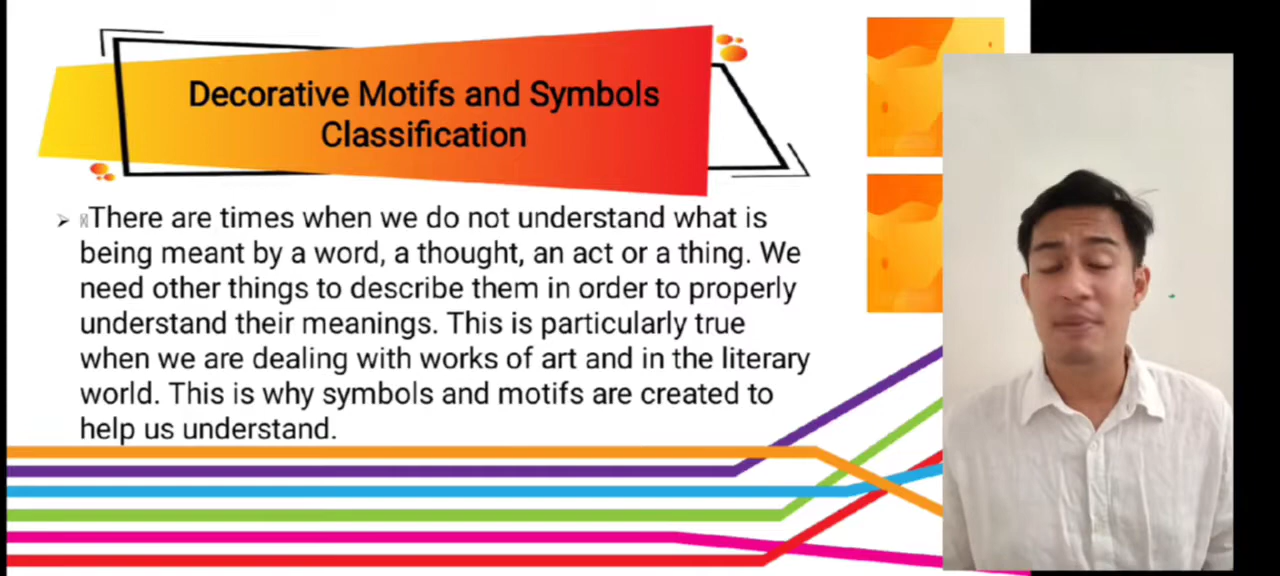 Decorative Motifs and Symbols
Classification
There are times when we do not understand what is
being meant by a word, a thought, an act or a thing. We
need other things to describe them in order to properly
understand their meanings. This is particularly true
when we are dealing with works of art and in the literary
world. This is why symbols and motifs are created to
help us understand.